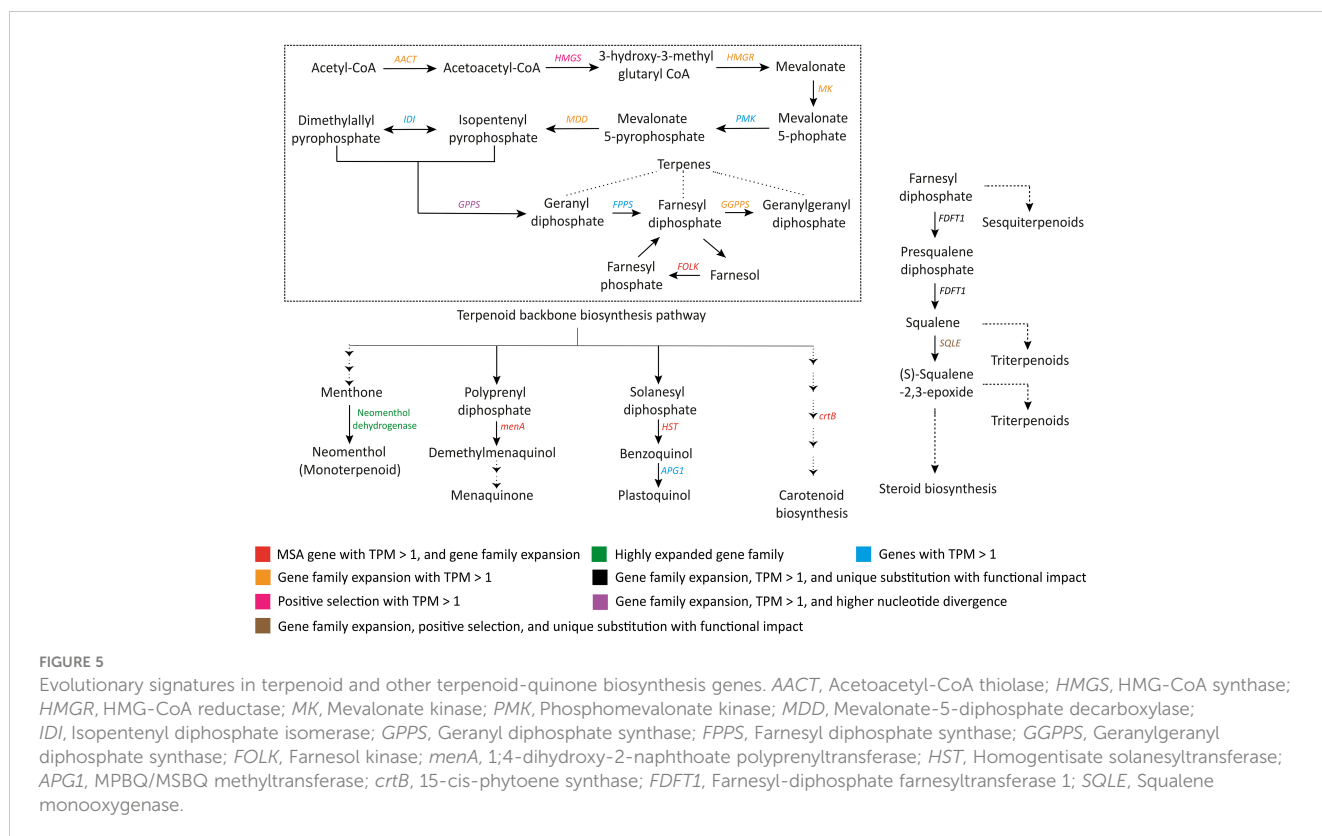 Acetyl-CoA
AACT
Acetoacetyl-CoA
HMGS
3-hydroxy-3-methyl
glutaryl CoA
HMGR
Mevalonate
MK
Dimethylallyl
pyrophosphate
IDI
Isopentenyl
pyrophosphate
MDD
Mevalonate
5-pyrophosphate
PMK
Mevalonate
5-phophate
Terpenes
GPPS
Geranyl
diphosphate
FPPS
Farnesyl
diphosphate
GGPPS
Geranylgeranyl
diphosphate
Farnesyl
phosphate
FOLK
Farnesol
Terpenoid backbone biosynthesis pathway
Menthone
Neomenthol
dehydrogenase
Neomenthol
(Monoterpenoid)
Polyprenyl
diphosphate
menA
Demethylmenaquinol
Menaquinone
Solanesyl
diphosphate
HST
Benzoquinol
APG1
Plastoquinol
crtB
Carotenoid
biosynthesis
Farnesyl
diphosphate
Sesquiterpenoids
FDFT1
Presqualene
diphosphate
FDFT1
Squalene
Triterpenoids
SQLE
(S)-Squalene
-2,3-epoxide
Triterpenoids
Steroid biosynthesis
MSA gene with TPM > 1, and gene family expansion
Highly expanded gene family
Genes with TPM > 1
Gene family expansion with TPM > 1
Gene family expansion, TPM > 1, and unique substitution with functional impact
Positive selection with TPM > 1
Gene family expansion, TPM > 1, and higher nucleotide divergence
Gene family expansion, positive selection, and unique substitution with functional impact
FIGURE 5
Evolutionary signatures in terpenoid and other terpenoid-quinone biosynthesis genes. AACT, Acetoacetyl-CoA thiolase; HMGS, HMG-CoA synthase;
HMGR, HMG-CoA reductase; MK, Mevalonate kinase; PMK, Phosphomevalonate kinase; MDD, Mevalonate-5-diphosphate decarboxylase;
IDI, Isopentenyl diphosphate isomerase; GPPS, Geranyl diphosphate synthase; FPPS, Farnesyl diphosphate synthase; GGPPS, Geranylgeranyl
diphosphate synthase; FOLK, Farnesol kinase; menA, 1;4-dihydroxy-2-naphthoate polyprenyltransferase; HST, Homogentisate solanesyltransferase;
APG1, MPBQ/MSBQ methyltransferase; crtB, 15-cis-phytoene synthase; FDFT1, Farnesyl-diphosphate farnesyltransferase 1; SQLE, Squalene
monooxygenase.